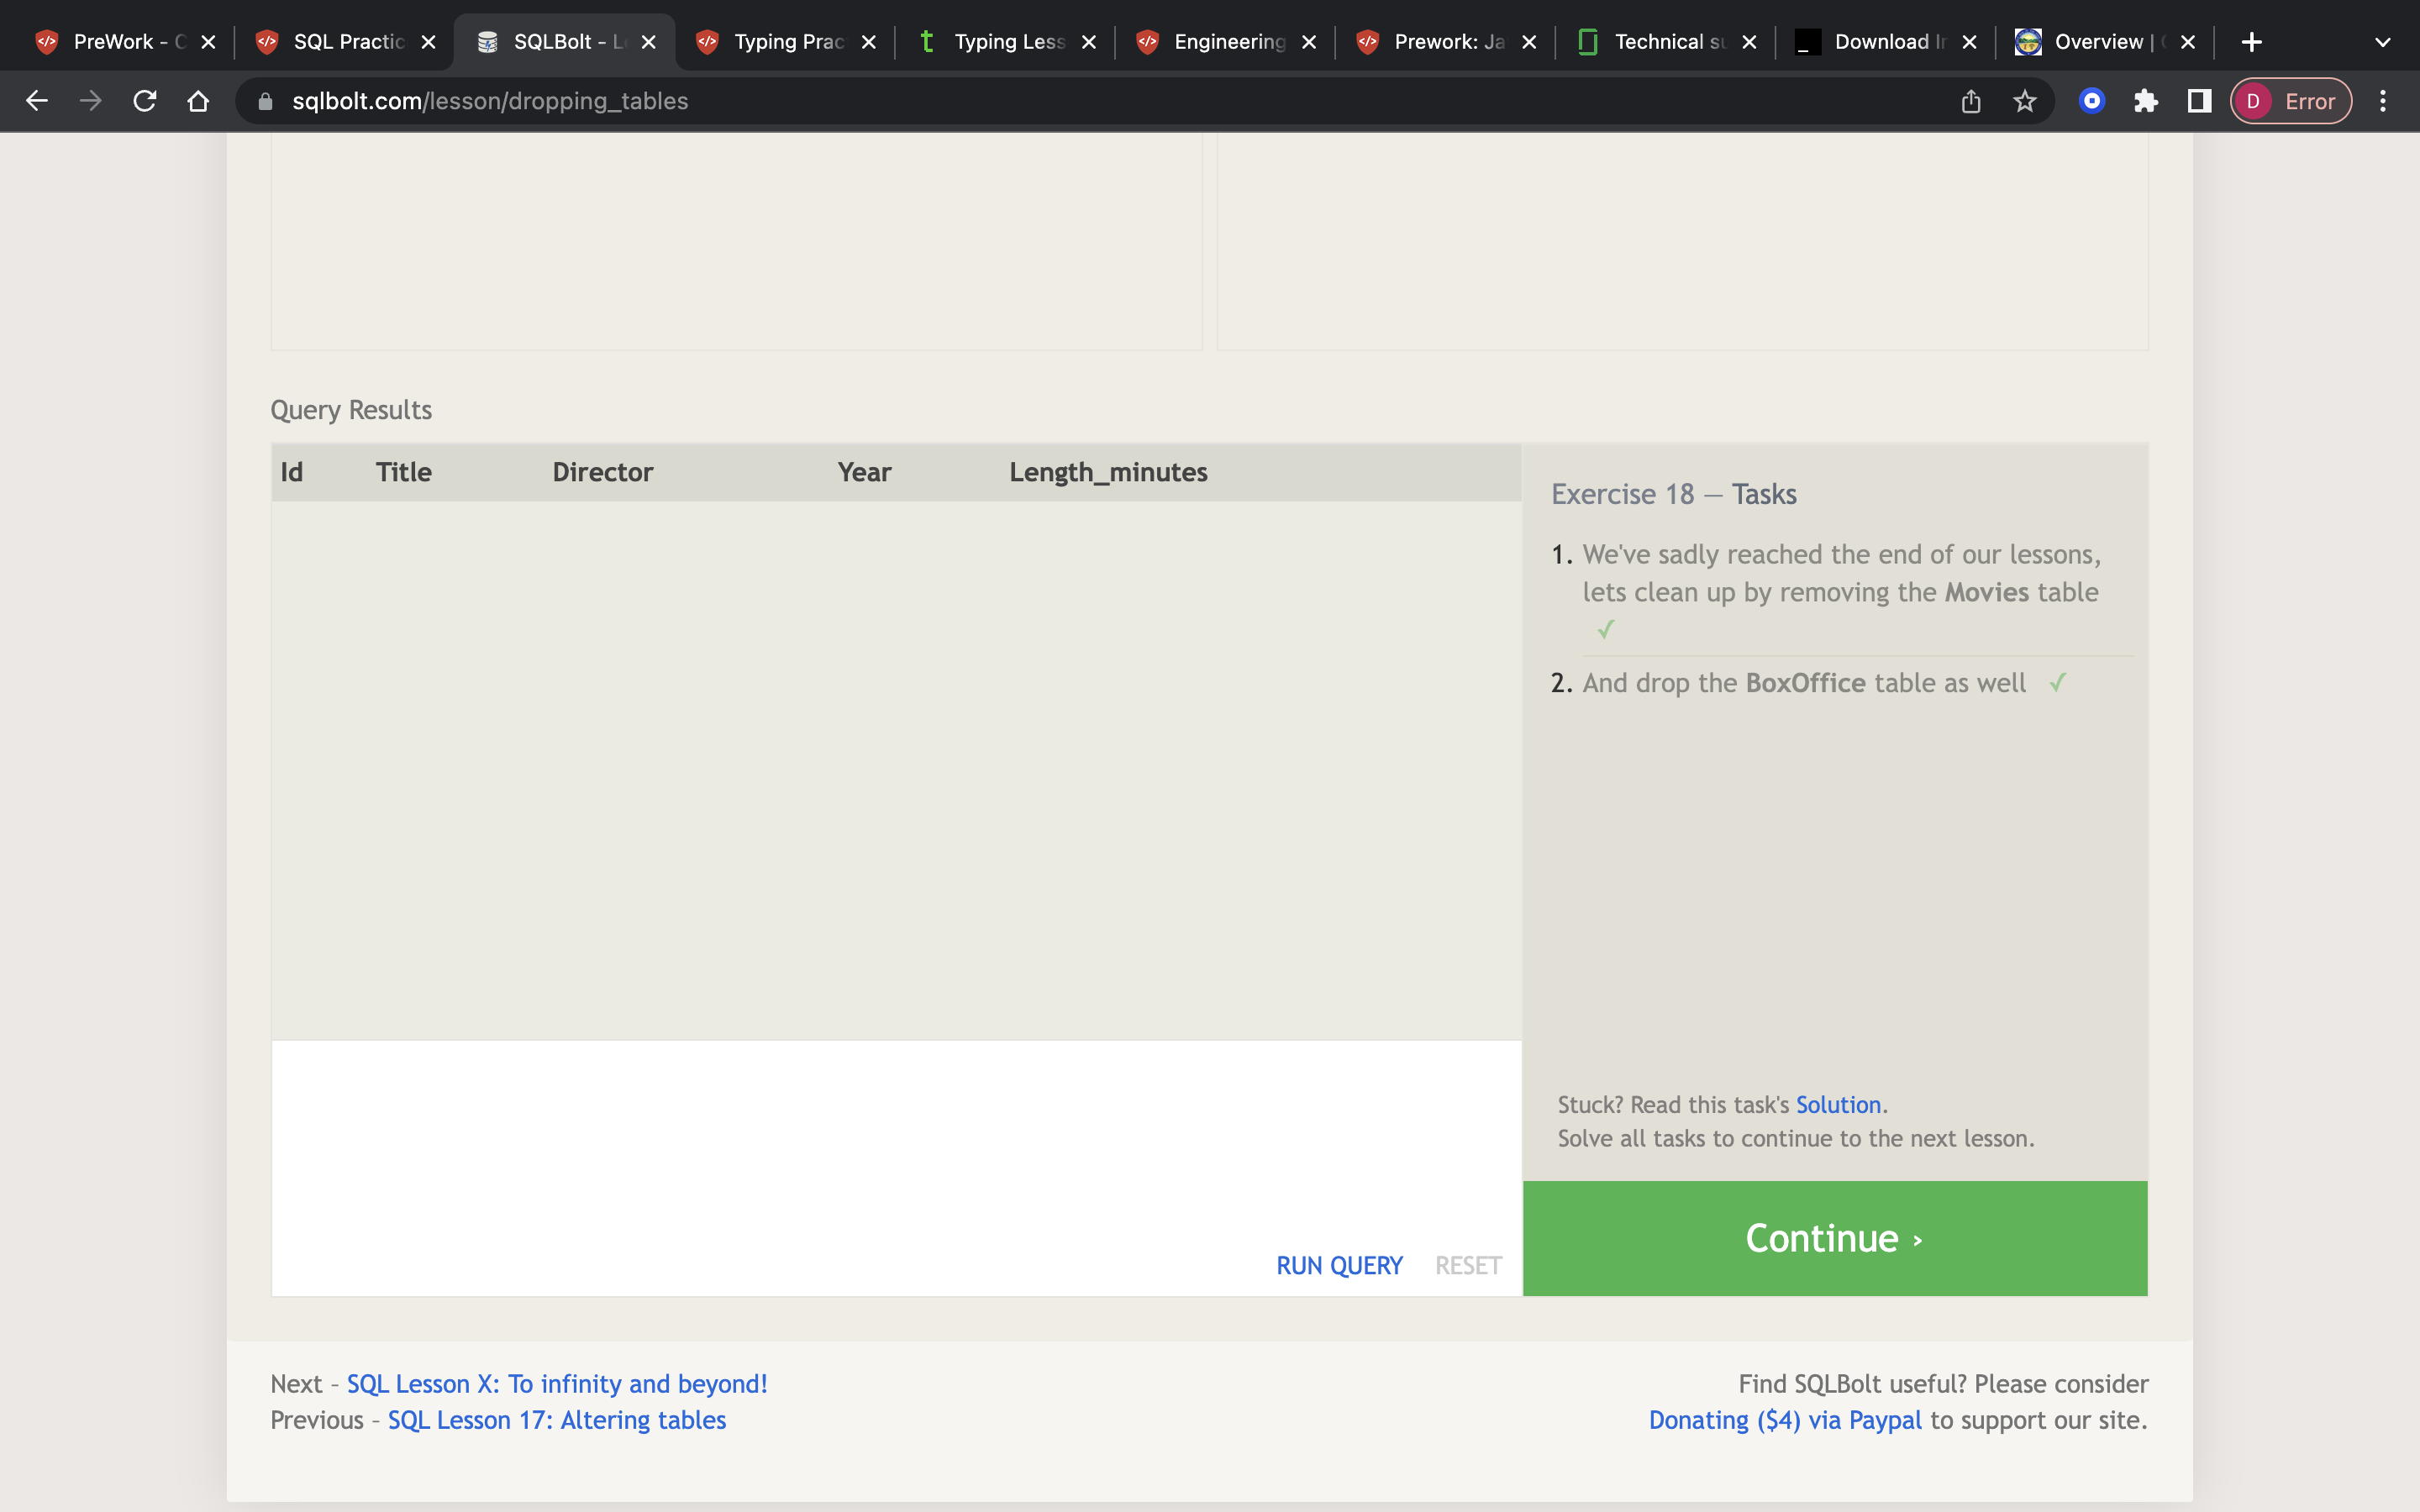 PreWork - C
SQL Practic
SQLBolt - L
Typing Prac
Typing Less
Engineering
Prework: Ja
Technical su
Download In
Overview |
sqlbolt.com/lesson/dropping_tables
D Error
Query Results
Id Title Director Year Length_minutes
Exercise 18 — Tasks
1. We've sadly reached the end of our lessons,
lets clean up by removing the Movies table
✓
2. And drop the BoxOffice table as well ✓
Stuck? Read this task's Solution.
Solve all tasks to continue to the next lesson.
RUN QUERY RESET
Continue ›
Next – SQL Lesson X: To infinity and beyond!
Previous – SQL Lesson 17: Altering tables
Find SQLBolt useful? Please consider
Donating ($4) via Paypal to support our site.